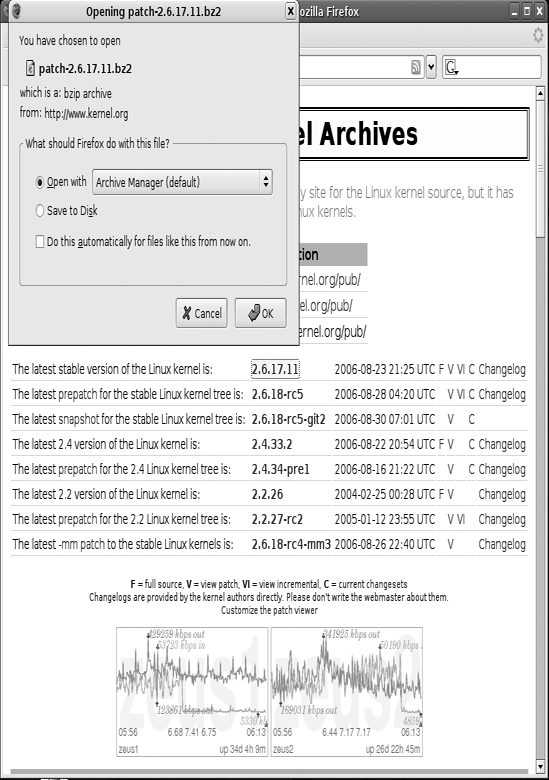 Opening patch-2.6.17.11.bz2
ozilla Firefox
You have chosen to open
patch-2.6.17.11.bz2
which is a: bzip archive
from: http://www.kernel.org
What should Firefox do with this file?
Open with Archive Manager (default)
Save to Disk
Do this automatically for files like this from now on.
Cancel OK
G
el Archives
y site for the Linux kernel source, but it has
nux kernels.
tion
rnel.org/pub/
rnel.org/pub/
ernel.org/pub/
The latest stable version of the Linux kernel is: 2.6.17.11 2006-08-23 21:25 UTC F V VI C Changelog
The latest prepatch for the stable Linux kernel tree is: 2.6.18-rc5 2006-08-28 04:20 UTC V VI C Changelog
The latest snapshot for the stable Linux kernel tree is: 2.6.18-rc5-git2 2006-08-30 07:01 UTC V C
The latest 2.4 version of the Linux kernel is: 2.4.33.2 2006-08-22 20:54 UTC F V C Changelog
The latest prepatch for the 2.4 Linux kernel tree is: 2.4.34-pre1 2006-08-16 21:22 UTC V C Changelog
The latest 2.2 version of the Linux kernel is: 2.2.26 2004-02-25 00:28 UTC F V Changelog
The latest prepatch for the 2.2 Linux kernel tree is: 2.2.27-rc2 2005-01-12 23:55 UTC V VI Changelog
The latest -mm patch to the stable Linux kernels is: 2.6.18-rc4-mm3 2006-08-26 22:40 UTC V Changelog
F = full source, V = view patch, VI = view incremental, C = current changesets
Changelogs are provided by the kernel authors directly. Please don't write the webmaster about them.
Customize the patch viewer
429259 kbps out
53723 kbps in
123861 kbps out
5330 kb
05:56 6.68 7.41 6.75 06:13
zeus1 up 34d 4h 9m
341925 kbps out
50190 kbps
169031 kbps out
4859
05:56 6.44 7.17 7.17 06:13
zeus2 up 26d 22h 45m